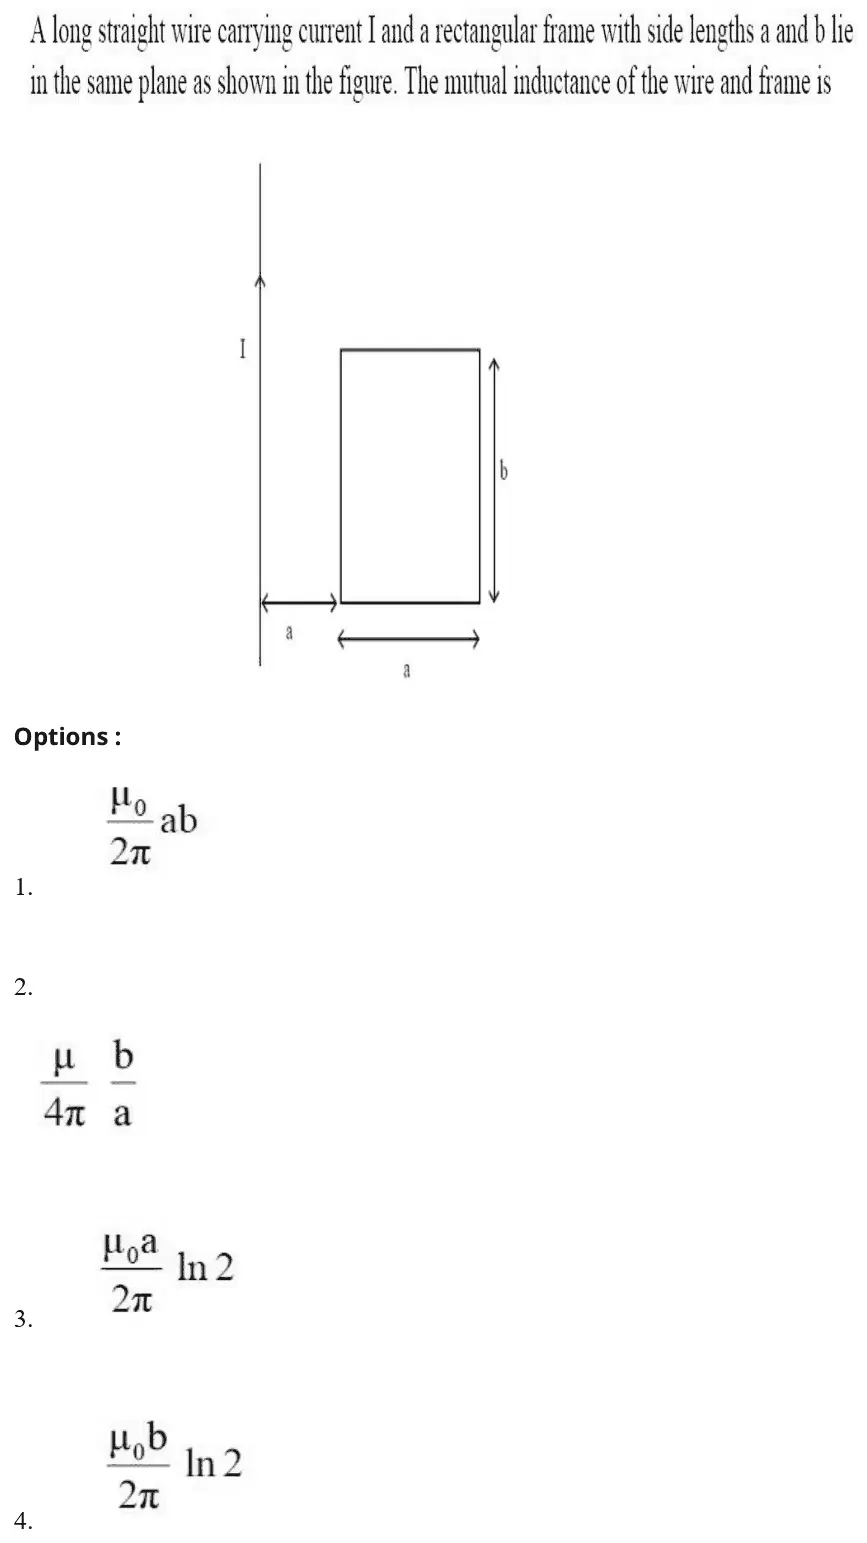 A long straight wire carrying current I and a rectangular frame with side lengths a and b lie
in the same plane as shown in the figure. The mutual inductance of the wire and frame is
I
b
a
a
Options :
1. μ₀/2π ab
2.
μ/4π b/a
3. μ₀a/2π ln 2
4. μ₀b/2π ln 2